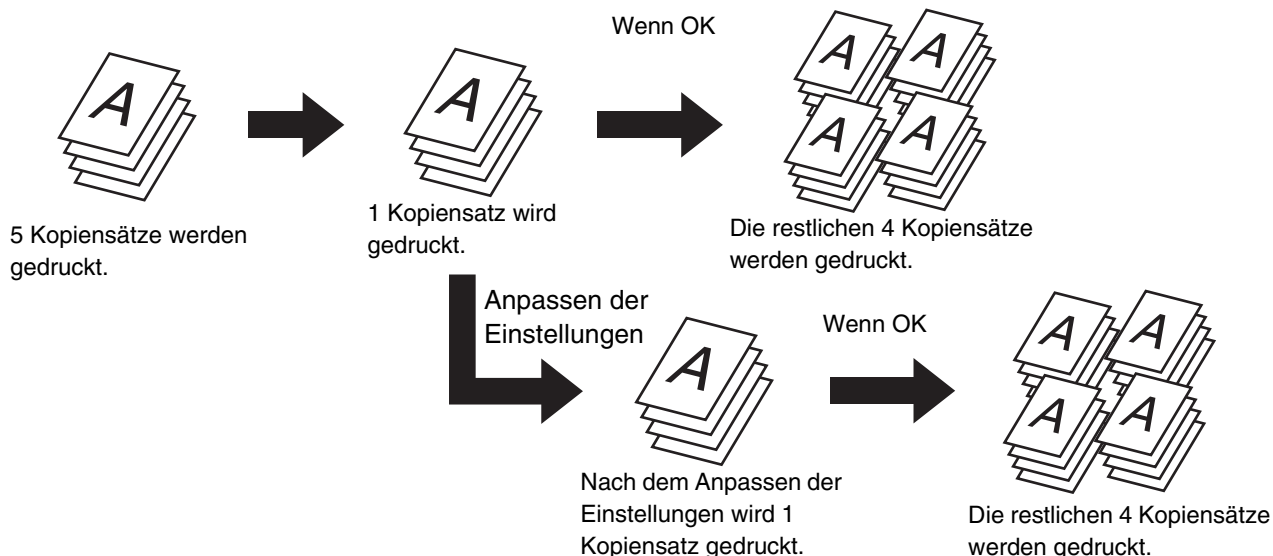 Wenn OK
A
A
A
A
A
A
5 Kopiensätze werden
gedruckt.
1 Kopiensatz wird
gedruckt.
Die restlichen 4 Kopiensätze
werden gedruckt.
Anpassen der
Einstellungen
Wenn OK
A
A
A
A
A
Nach dem Anpassen der
Einstellungen wird 1
Kopiensatz gedruckt.
Die restlichen 4 Kopiensätze
werden gedruckt.